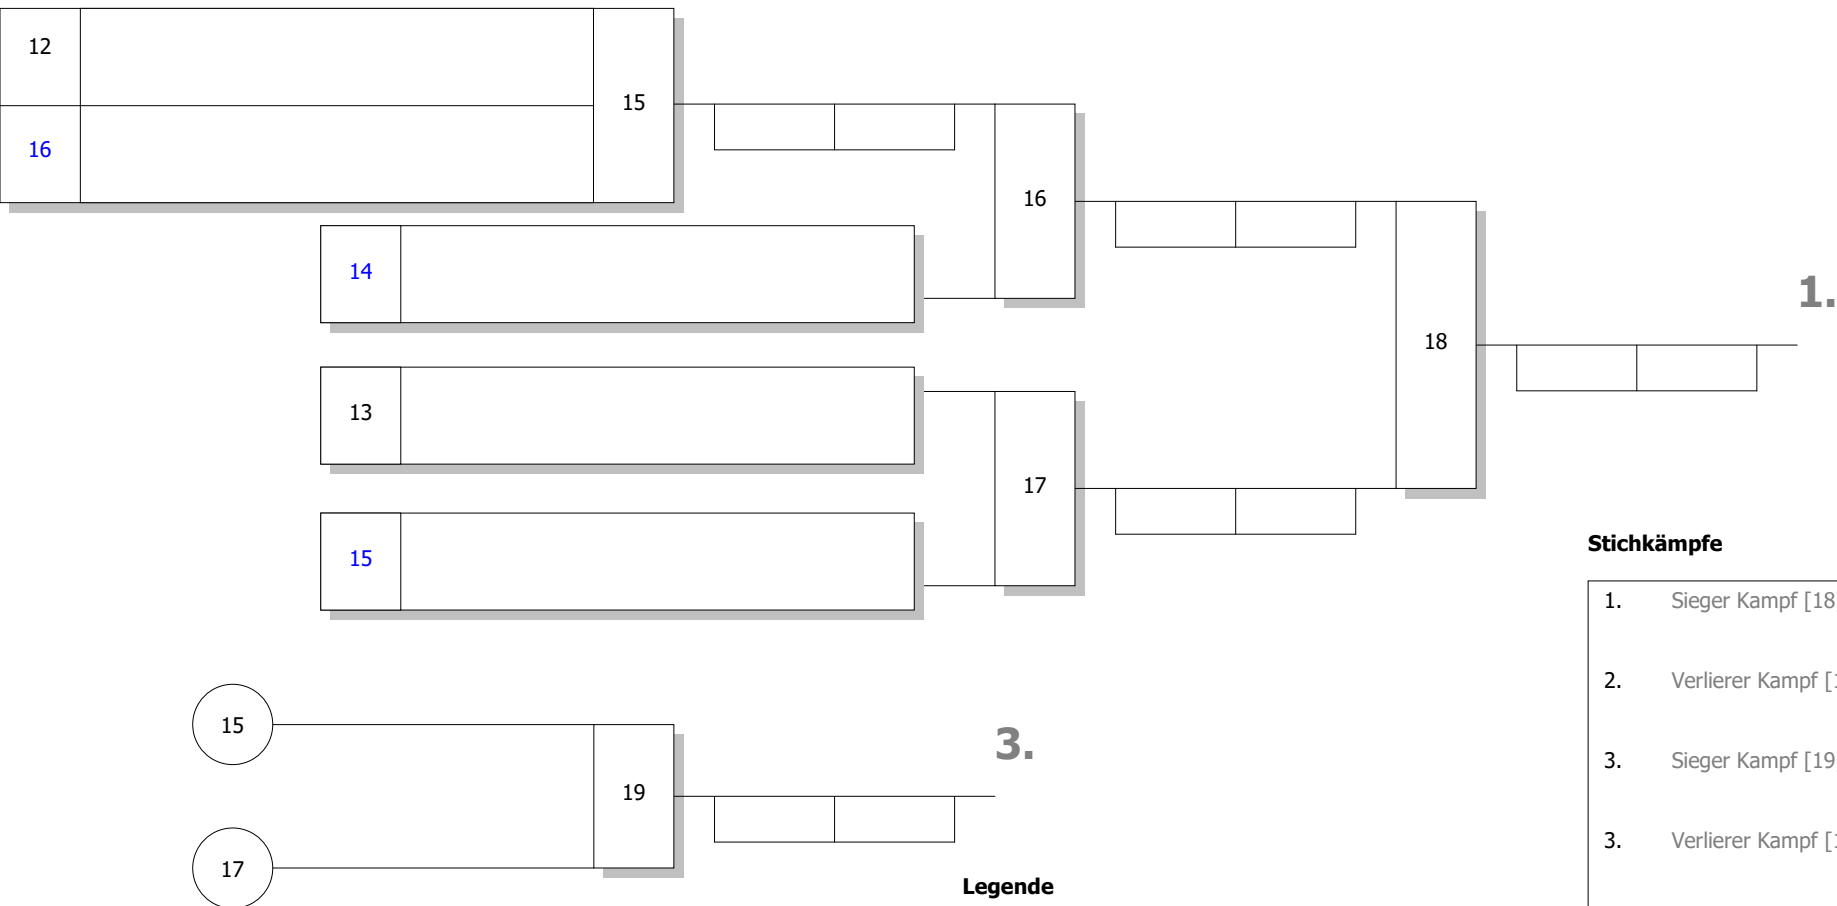 12
15
16
16
14
1.
18
13
17
15
Stichkämpfe
1. Sieger Kampf [18
2. Verlierer Kampf [
3. Sieger Kampf [19
3. Verlierer Kampf [
15
3.
19
17
Legende